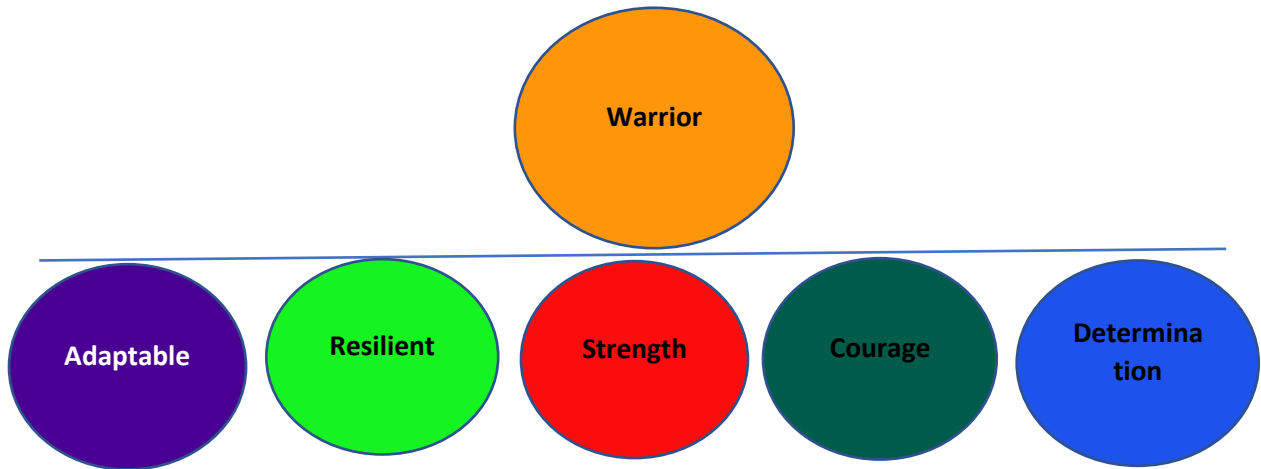 Warrior
Adaptable
Resilient
Strength
Courage
Determina
tion